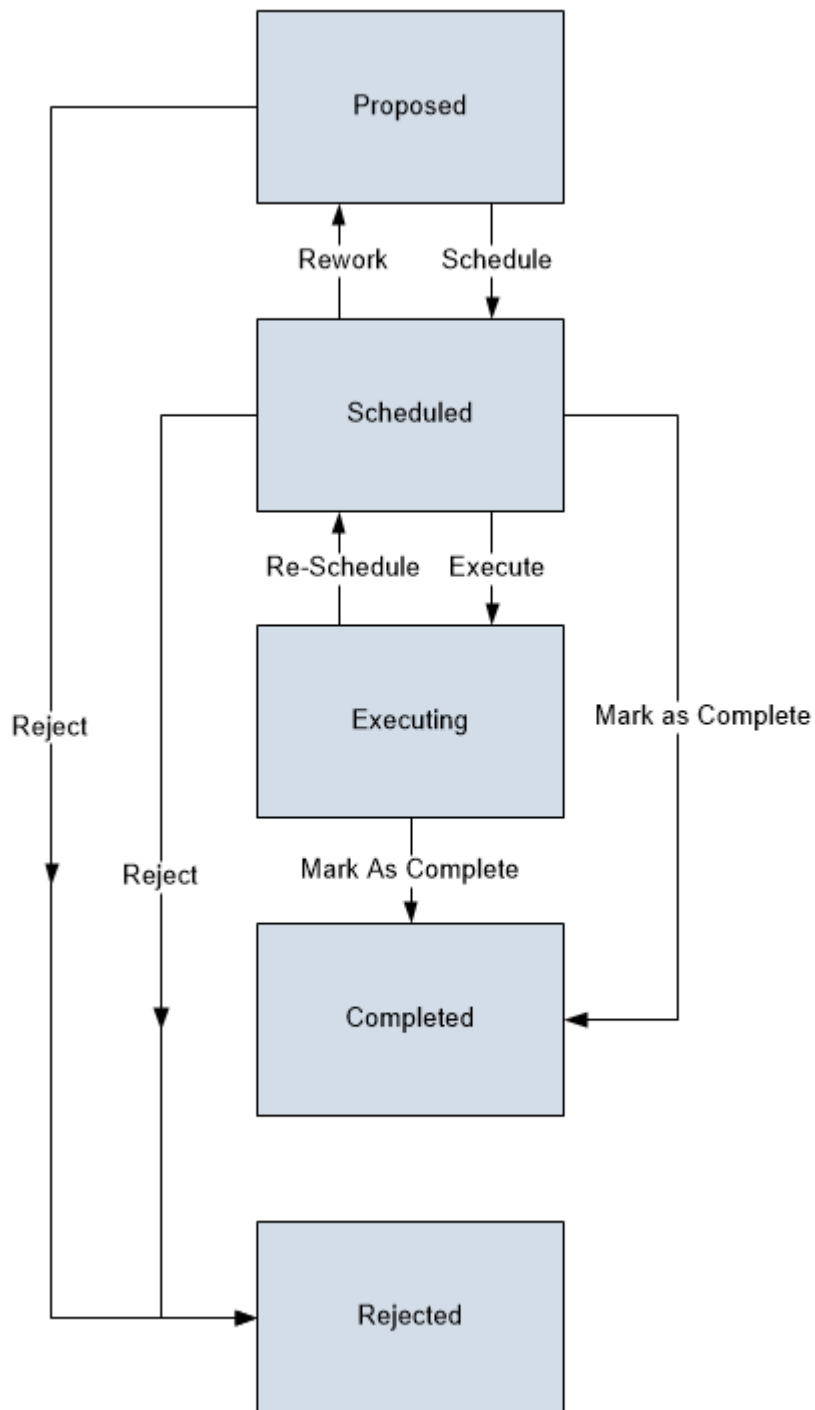 Proposed
Rework
Schedule
Scheduled
Re-Schedule
Execute
Executing
Mark as Complete
Reject
Mark As Complete
Reject
Completed
Rejected